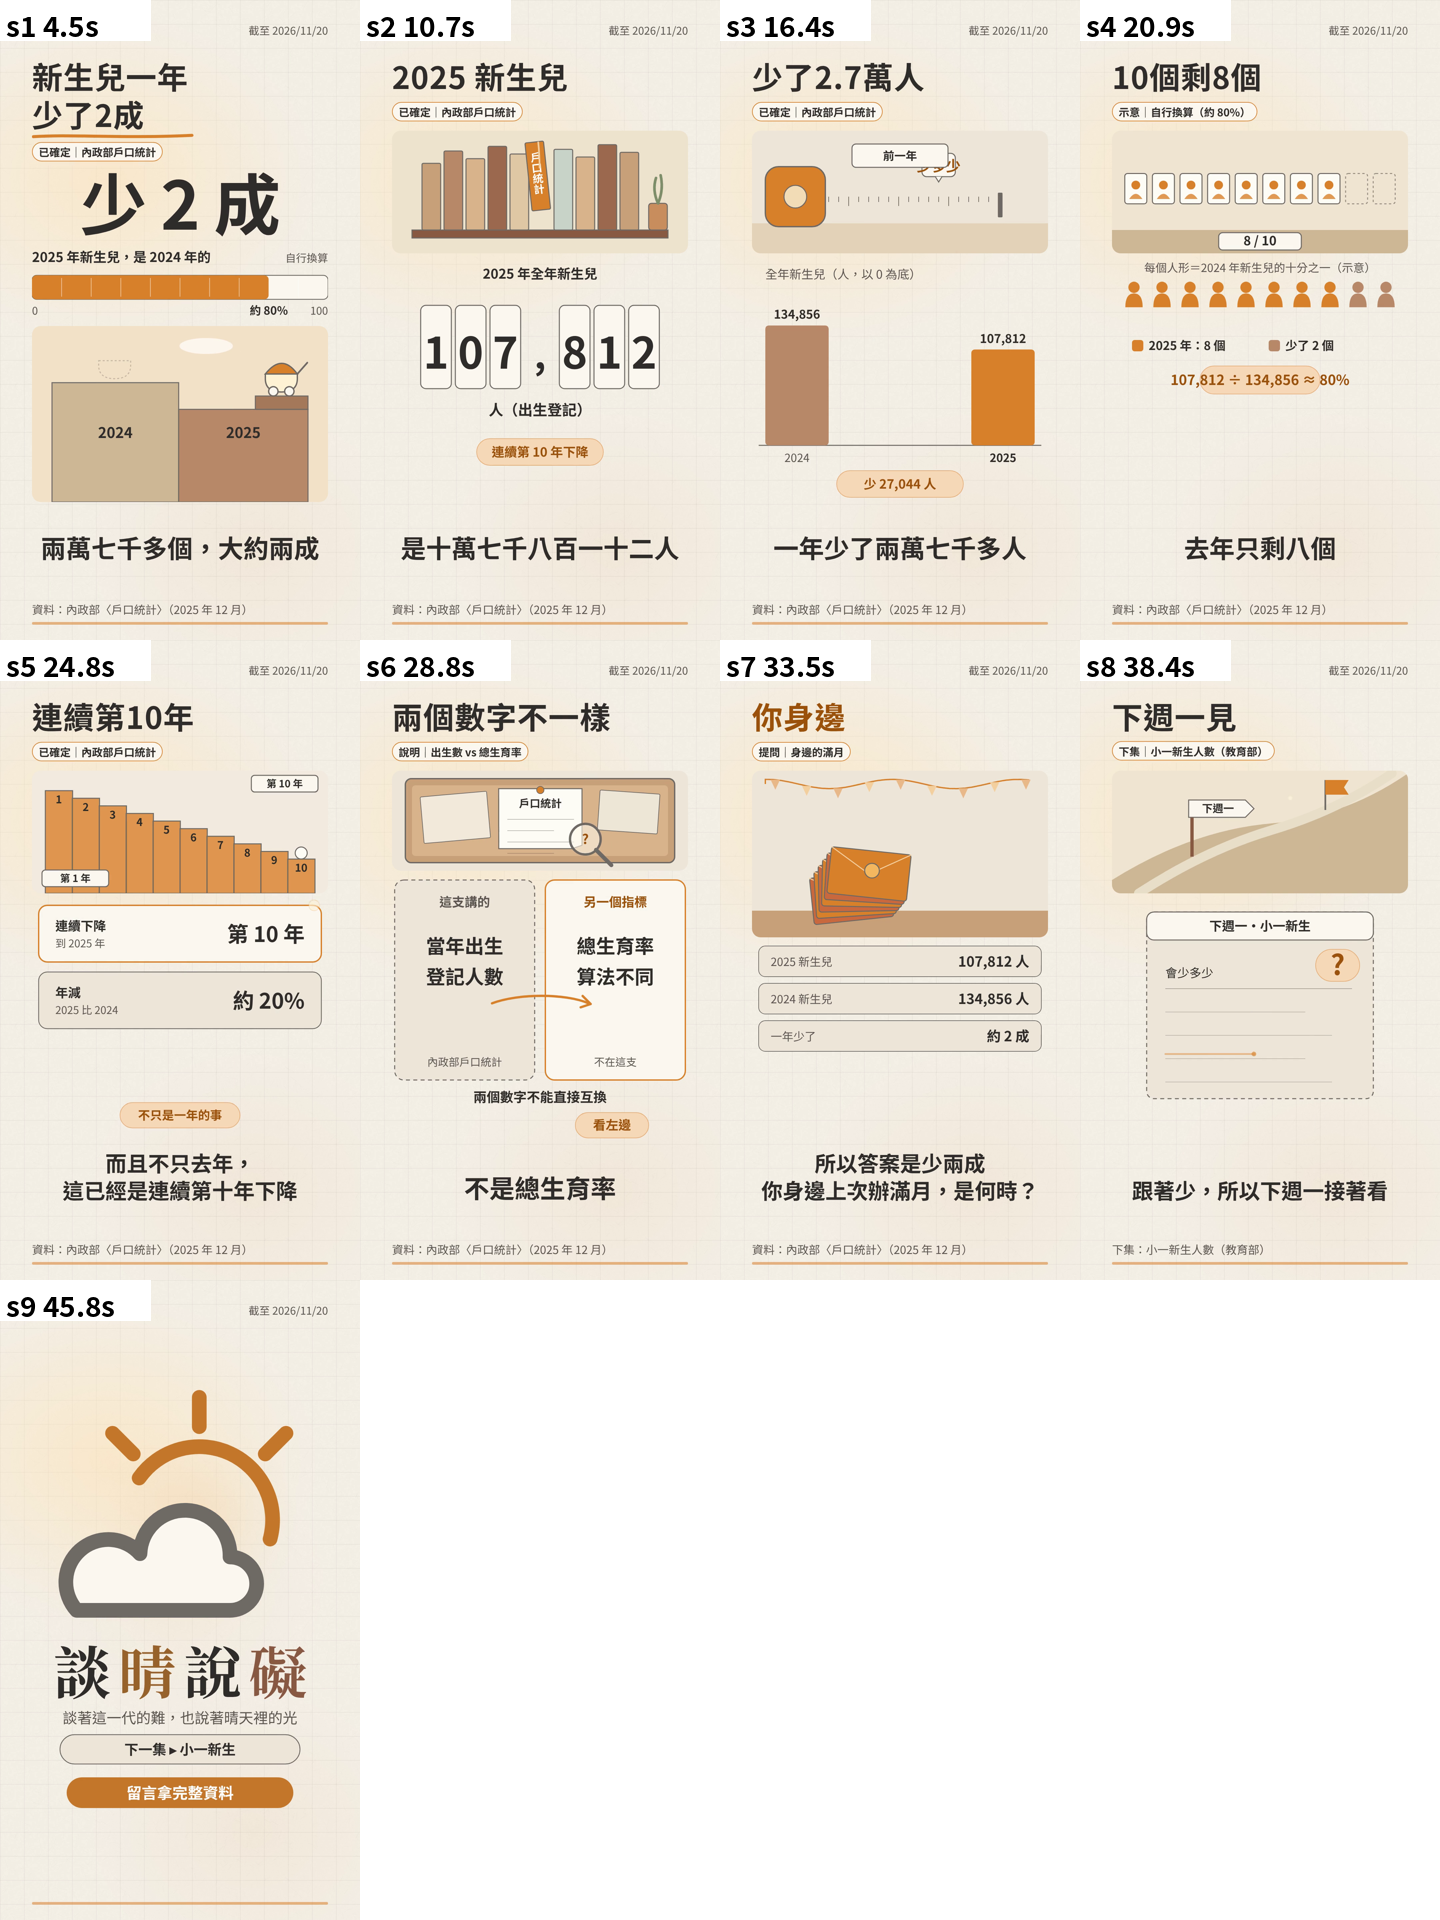 s1 4.5s
截至 2026/11/20
新生兒一年
少了2成
已確定｜內政部戶口統計
少 2 成
2025 年新生兒，是 2024 年的
自行換算
0
約 80%
100
2024
2025
兩萬七千多個，大約兩成
資料：內政部〈戶口統計〉（2025 年 12 月）
s2 10.7s
截至 2026/11/20
2025 新生兒
已確定｜內政部戶口統計
戶口統計
2025 年全年新生兒
107,812
人（出生登記）
連續第 10 年下降
是十萬七千八百一十二人
資料：內政部〈戶口統計〉（2025 年 12 月）
s3 16.4s
截至 2026/11/20
少了2.7萬人
已確定｜內政部戶口統計
前一年
全年新生兒（人，以 0 為底）
134,856
107,812
2024
2025
少 27,044 人
一年少了兩萬七千多人
資料：內政部〈戶口統計〉（2025 年 12 月）
s4 20.9s
截至 2026/11/20
10個剩8個
示意｜自行換算（約 80%）
8 / 10
每個人形＝2024 年新生兒的十分之一（示意）
2025 年：8 個
少了 2 個
107,812 ÷ 134,856 ≈ 80%
去年只剩八個
資料：內政部〈戶口統計〉（2025 年 12 月）
s5 24.8s
截至 2026/11/20
連續第10年
已確定｜內政部戶口統計
第 10 年
1
2
3
4
5
6
7
8
9
10
第 1 年
連續下降
到 2025 年
第 10 年
年減
2025 比 2024
約 20%
不只是一年的事
而且不只去年，
這已經是連續第十年下降
資料：內政部〈戶口統計〉（2025 年 12 月）
s6 28.8s
截至 2026/11/20
兩個數字不一樣
說明｜出生數 vs 總生育率
戶口統計
?
這支講的
當年出生
登記人數
內政部戶口統計
另一個指標
總生育率
算法不同
不在這支
兩個數字不能直接互換
看左邊
不是總生育率
資料：內政部〈戶口統計〉（2025 年 12 月）
s7 33.5s
截至 2026/11/20
你身邊
提問｜身邊的滿月
2025 新生兒
107,812 人
2024 新生兒
134,856 人
一年少了
約 2 成
所以答案是少兩成
你身邊上次辦滿月，是何時？
資料：內政部〈戶口統計〉（2025 年 12 月）
s8 38.4s
截至 2026/11/20
下週一見
下集｜小一新生人數（教育部）
下週一
下週一・小一新生
會少多少
?
跟著少，所以下週一接著看
下集：小一新生人數（教育部）
s9 45.8s
截至 2026/11/20
談晴說礙
談著這一代的難，也說著晴天裡的光
下一集 ▸ 小一新生
留言拿完整資料